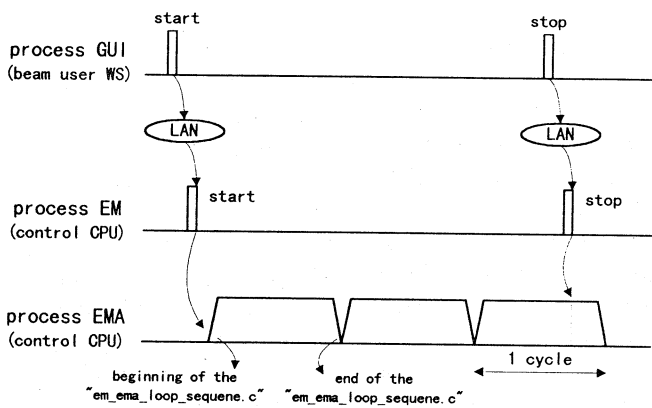 start
stop
process GUI
(beam user WS)
LAN
LAN
process EM
(control CPU)
start
stop
process EMA
(control CPU)
1 cycle
beginning of the
"em_ema_loop_sequene.c"
end of the
"em_ema_loop_sequene.c"